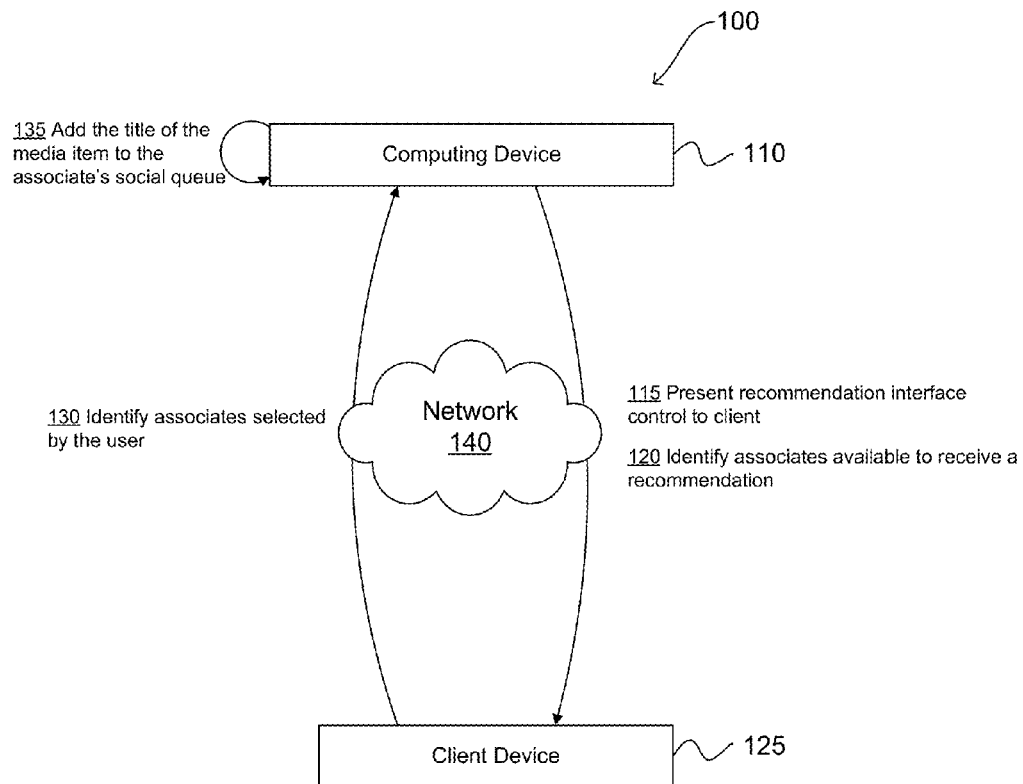 100
135 Add the title of the
media item to the
associate's social queue
Computing Device
110
130 Identify associates selected
by the user
Network
140
115 Present recommendation interface
control to client
120 Identify associates available to receive a
recommendation
Client Device
125